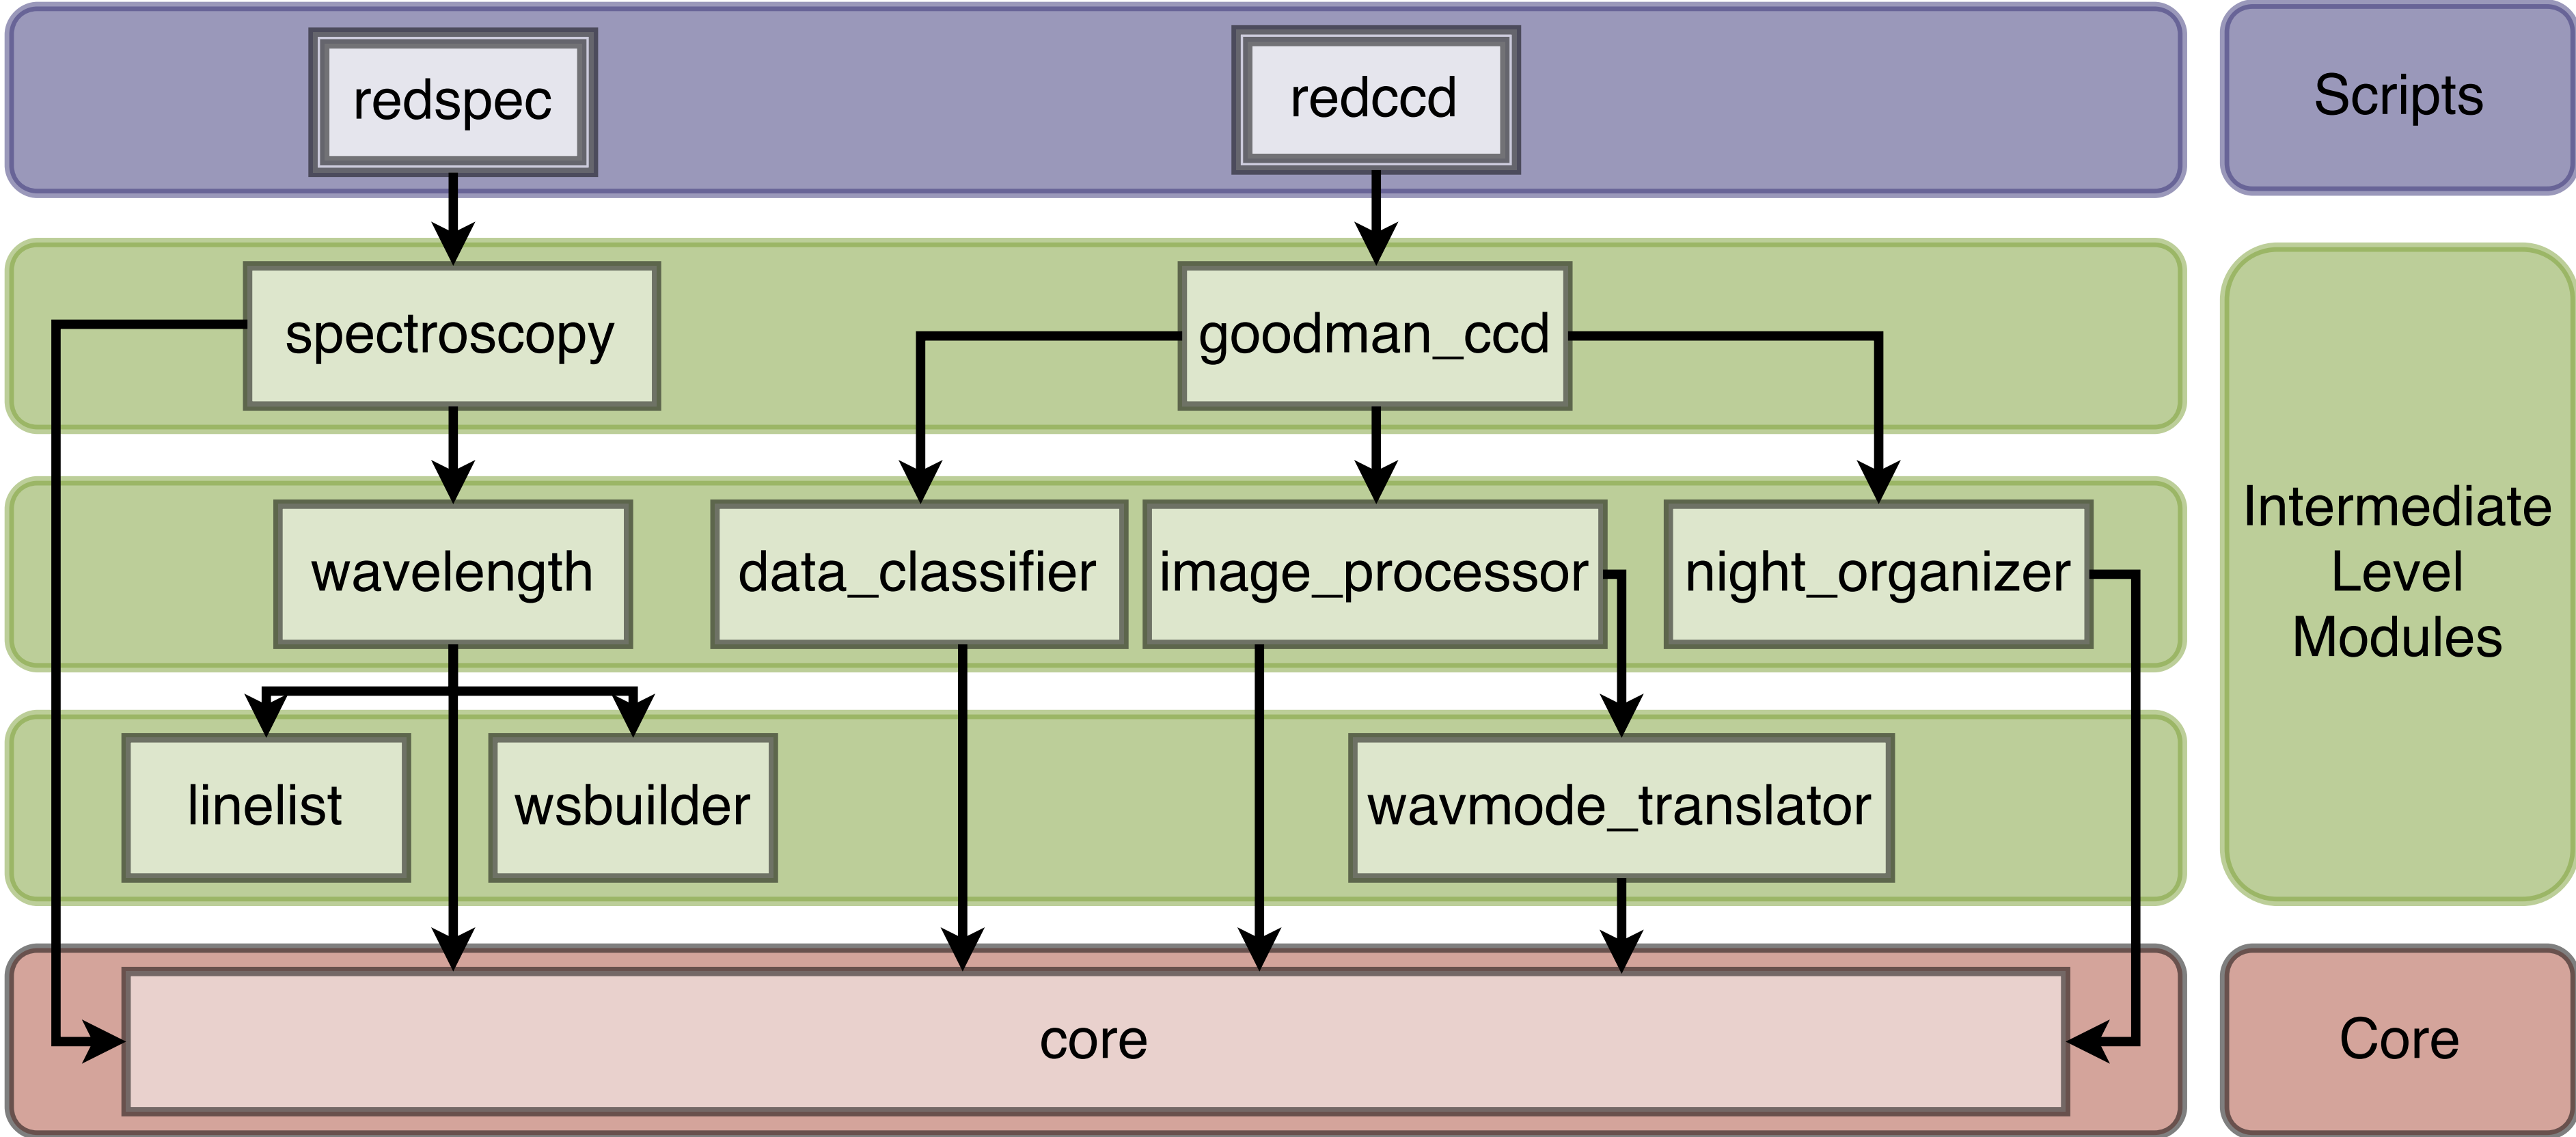 redspec
redccd
Scripts
spectroscopy
goodman_ccd
wavelength
data_classifier
image_processor
night_organizer
Intermediate
Level
Modules
linelist
wsbuilder
wavmode_translator
core
Core